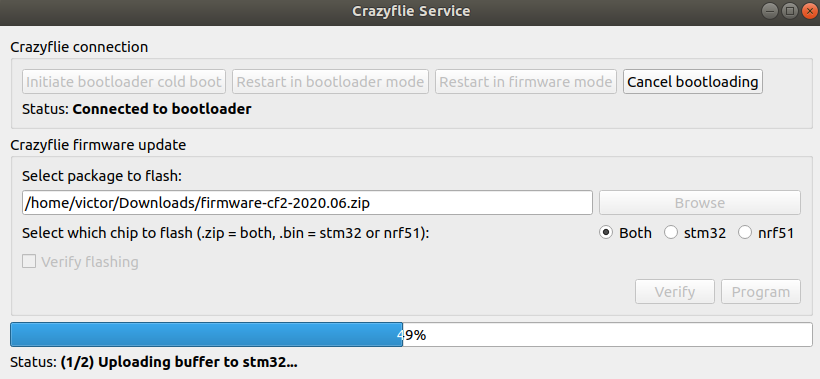 Crazyflie Service
Crazyflie connection
Initiate bootloader cold boot Restart in bootloader mode Restart in firmware mode Cancel bootloading
Status: Connected to bootloader
Crazyflie firmware update
Select package to flash:
/home/victor/Downloads/firmware-cf2-2020.06.zip Browse
Select which chip to flash (.zip = both, .bin = stm32 or nrf51): Both stm32 nrf51
Verify flashing
Verify Program
49%
Status: (1/2) Uploading buffer to stm32...